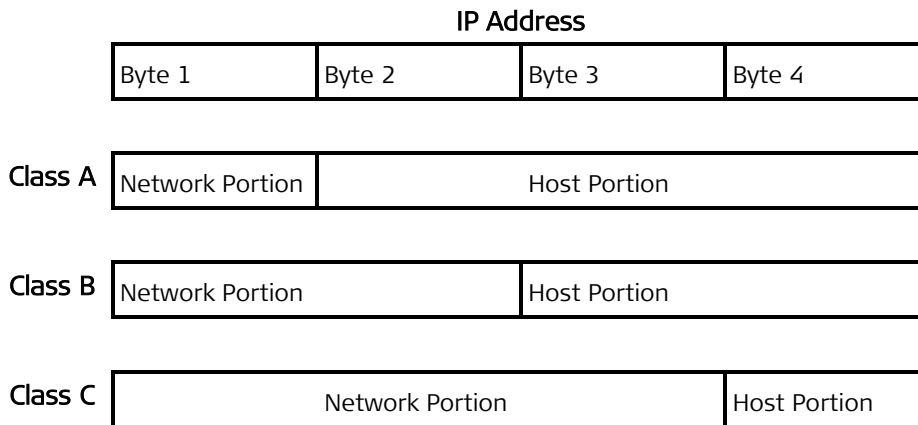 IP Address
Byte 1 Byte 2 Byte 3 Byte 4
Class A Network Portion Host Portion
Class B Network Portion Host Portion
Class C Network Portion Host Portion